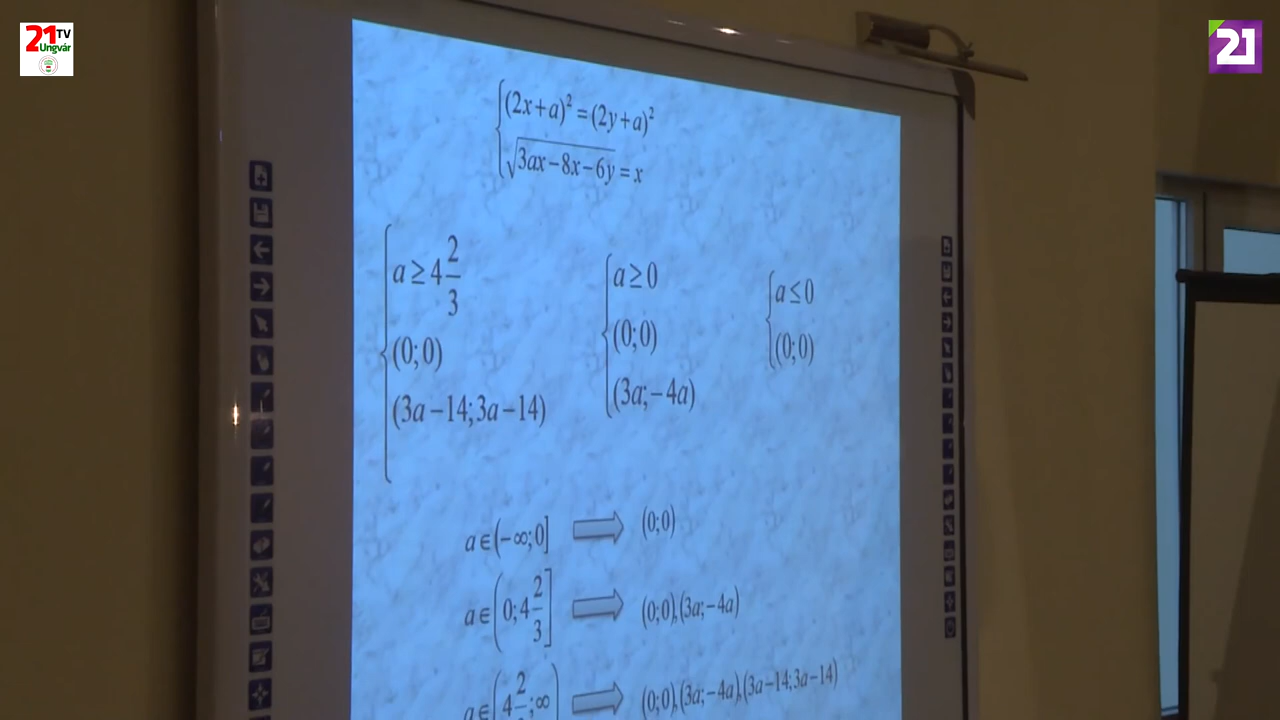 21 TV
Ungvár
21
(2x+a)²=(2y+a)²
√3ax−8x−6y = x
a ≥ 4 2/3
(0;0)
(3a−14;3a−14)
a ≥ 0
(0;0)
(3a;−4a)
a ≤ 0
(0;0)
a ∈ (−∞;0] ⇒ (0;0)
a ∈ (0;4 2/3] ⇒ (0;0),(3a;−4a)
a ∈ (4 2/3;∞) ⇒ (0;0),(3a;−4a),(3a−14;3a−14)